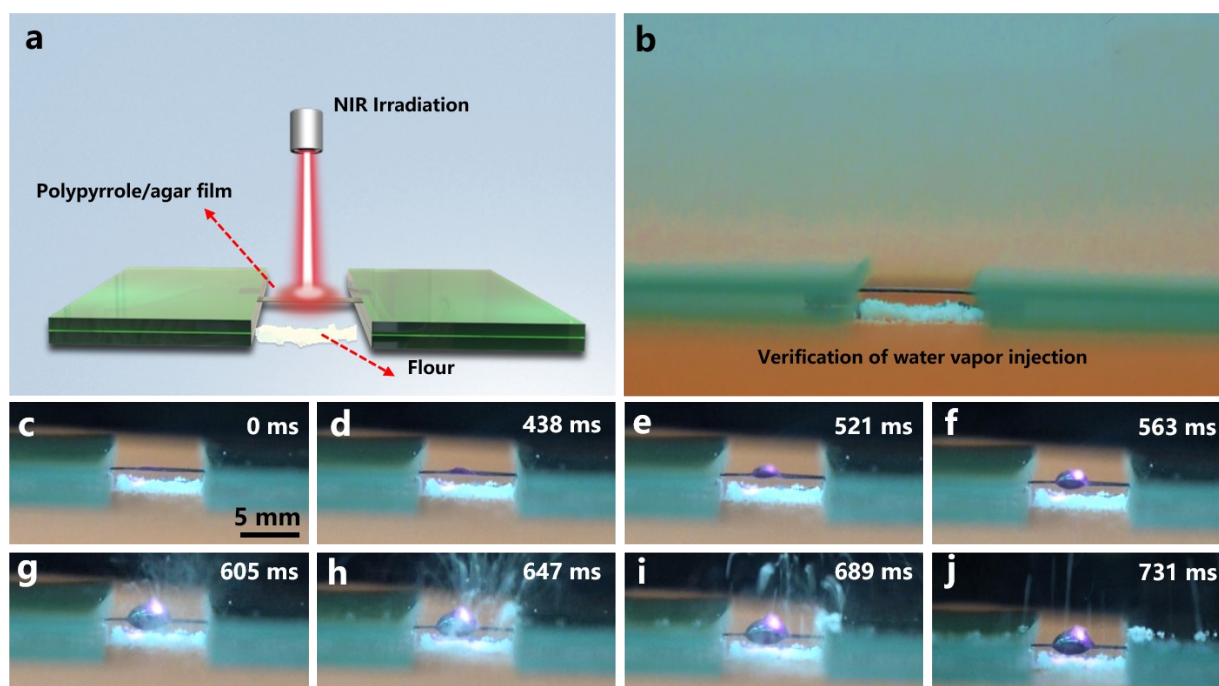 a
NIR Irradiation
Polypyrrole/agar film
Flour
b
Verification of water vapor injection
c
0 ms
5 mm
d
438 ms
e
521 ms
f
563 ms
g
605 ms
h
647 ms
i
689 ms
j
731 ms